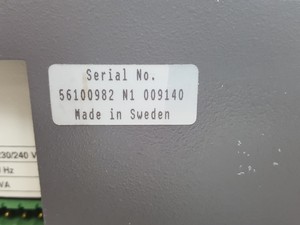 Serial No.
56100982 N1 009140
Made in Sweden
230/240 V
Hz
VA